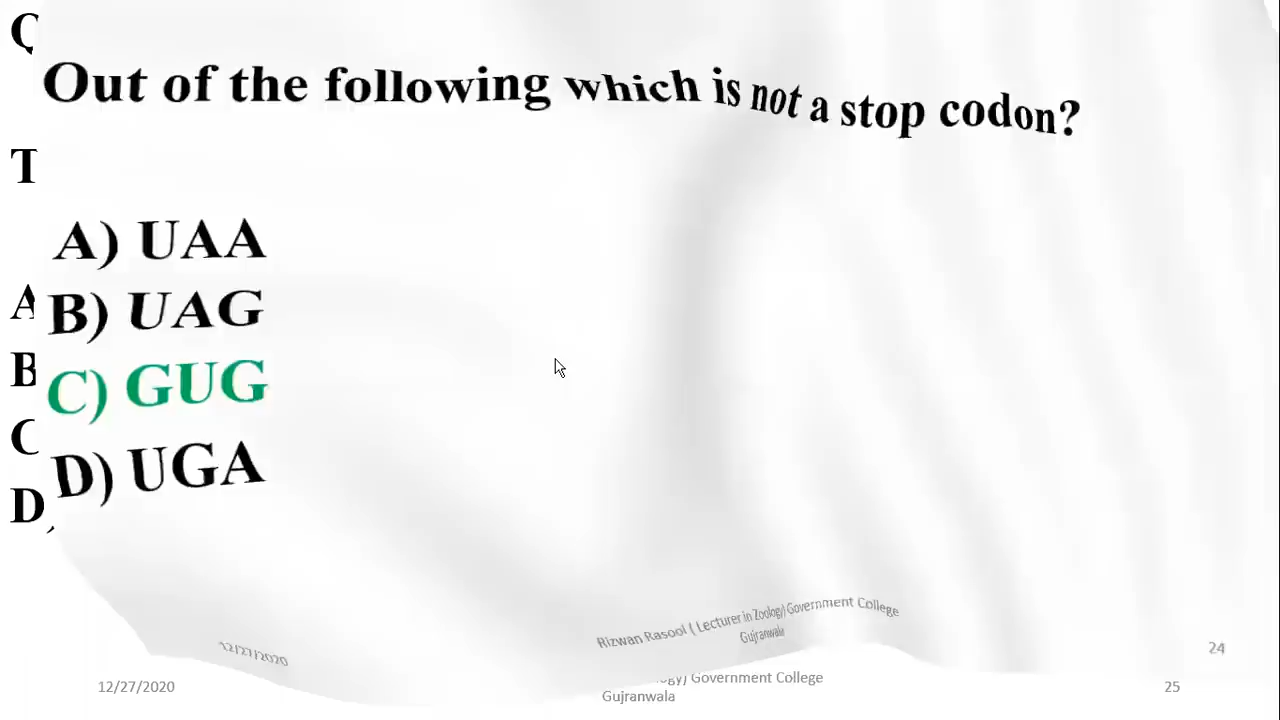 Q
Out of the following which is not a stop codon?
T
A) UAA
A
B) UAG
B
C) GUG
C
D) UGA
D)
Rizwan Rasool ( Lecturer in Zoology) Government College
Gujranwala
12/27/2020
24
12/27/2020
Government College
Gujranwala
25